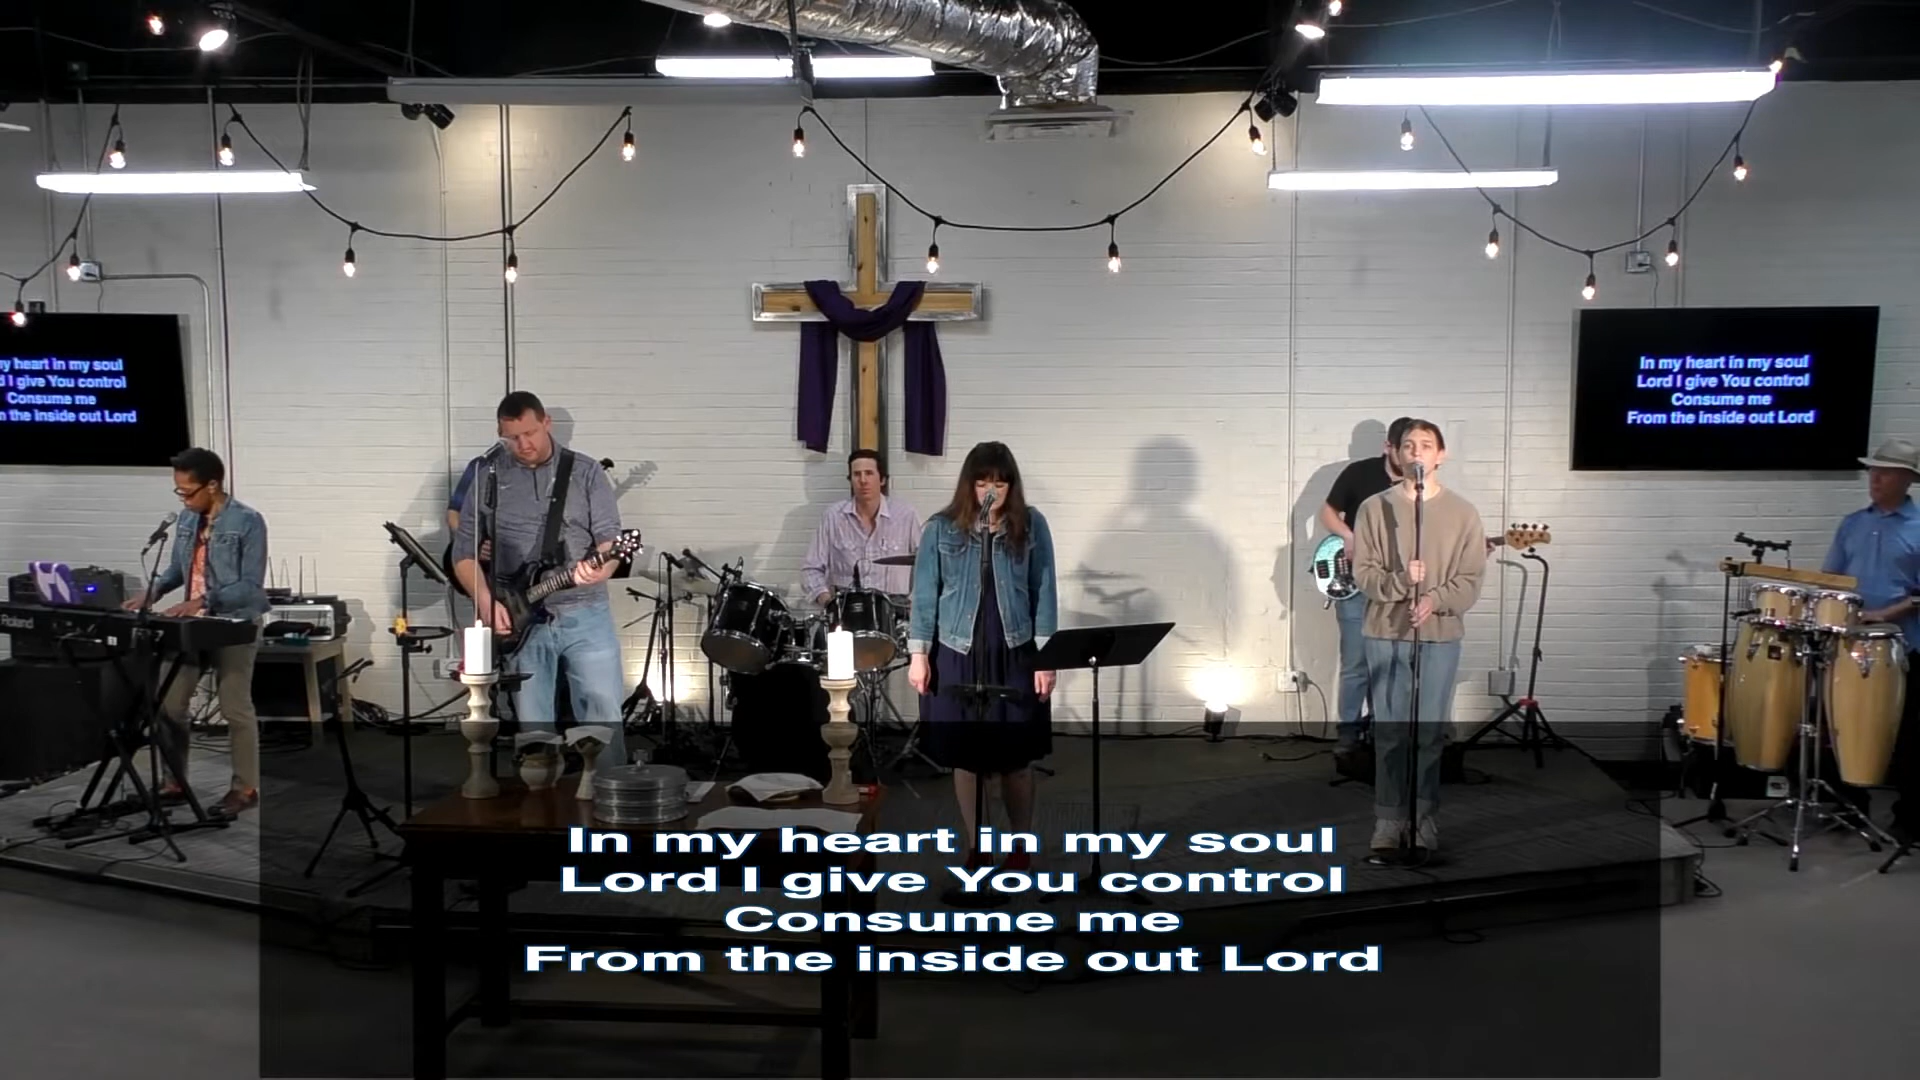 y heart in my soul
d I give You control
Consume me
m the inside out Lord
In my heart in my soul
Lord I give You control
Consume me
From the inside out Lord
Roland
In my heart in my soul
Lord I give You control
Consume me
From the inside out Lord